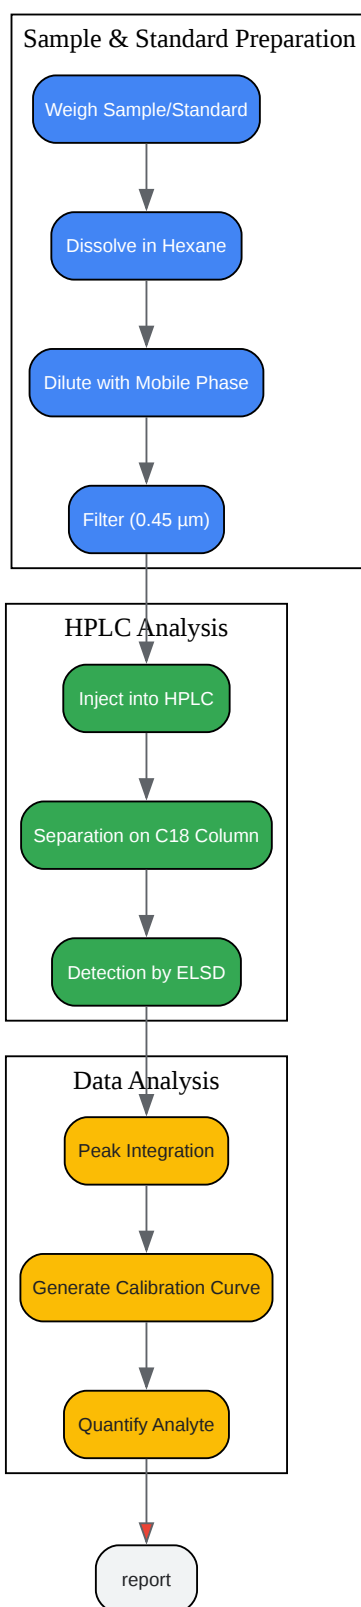 Sample & Standard Preparation
Weigh Sample/Standard
Dissolve in Hexane
Dilute with Mobile Phase
Filter (0.45 µm)
HPLC Analysis
Inject into HPLC
Separation on C18 Column
Detection by ELSD
Data Analysis
Peak Integration
Generate Calibration Curve
Quantify Analyte
report